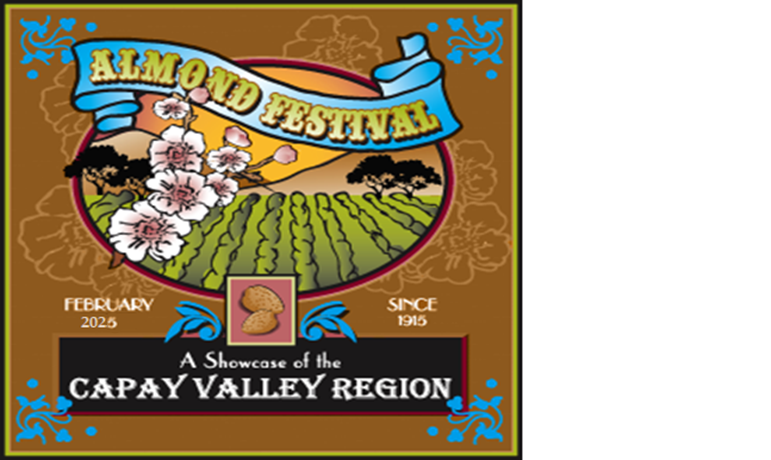 ALMOND FESTIVAL
FEBRUARY
2025
SINCE
1915
A Showcase of the
CAPAY VALLEY REGION